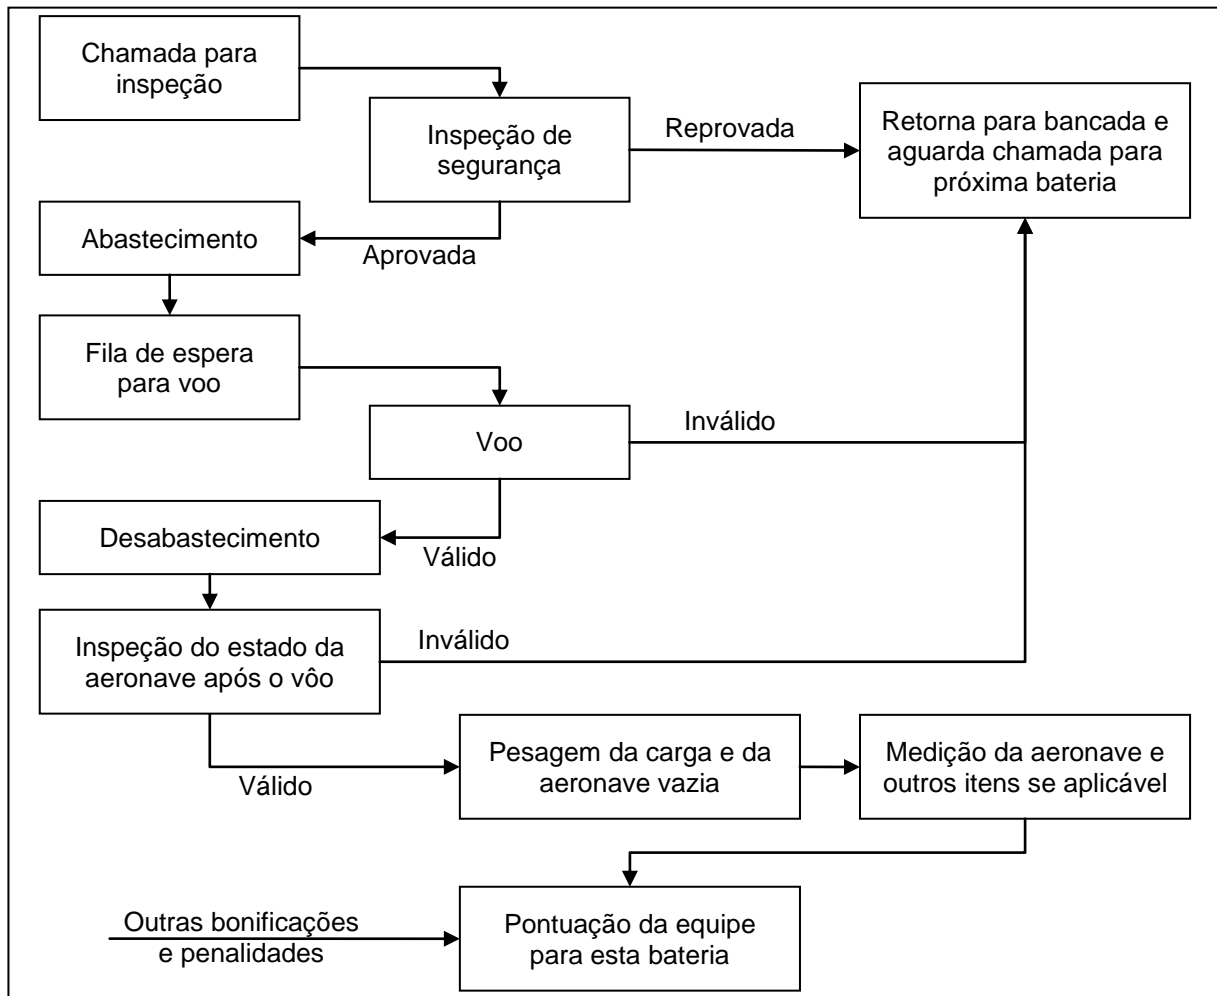 Chamada para
inspeção
Inspeção de
segurança
Reprovada
Retorna para bancada e
aguarda chamada para
próxima bateria
Abastecimento
Aprovada
Fila de espera
para voo
Voo
Inválido
Desabastecimento
Válido
Inspeção do estado da
aeronave após o vôo
Inválido
Válido
Pesagem da carga e da
aeronave vazia
Medição da aeronave e
outros itens se aplicável
Outras bonificações
e penalidades
Pontuação da equipe
para esta bateria